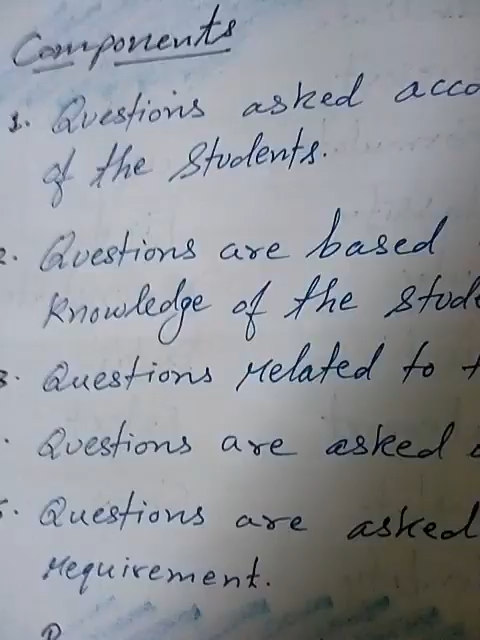 Components
1. Questions asked acco
of the Students.
2. Questions are based
Knowledge of the Stude
3. Questions related to t
. Questions are asked
5. Questions are asked
requirement.